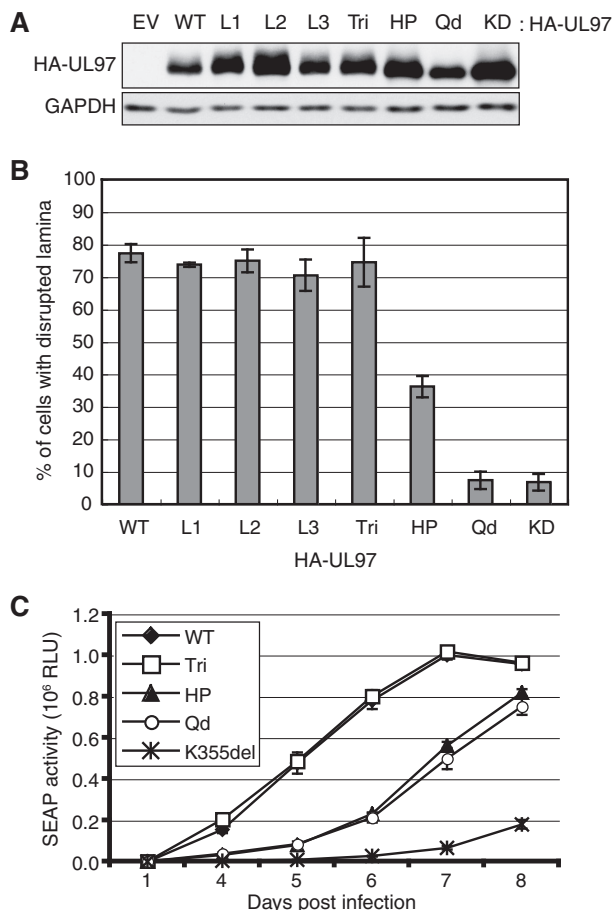 A
EV WT L1 L2 L3 Tri HP Qd KD : HA-UL97
HA-UL97
GAPDH
B
100
90
80
70
60
50
40
30
20
10
0
% of cells with disrupted lamina
WT L1 L2 L3 Tri HP Qd KD
HA-UL97
C
1.2
1.0
0.8
0.6
0.4
0.2
0.0
SEAP activity (10⁶ RLU)
WT
Tri
HP
Qd
K355del
1 4 5 6 7 8
Days post infection